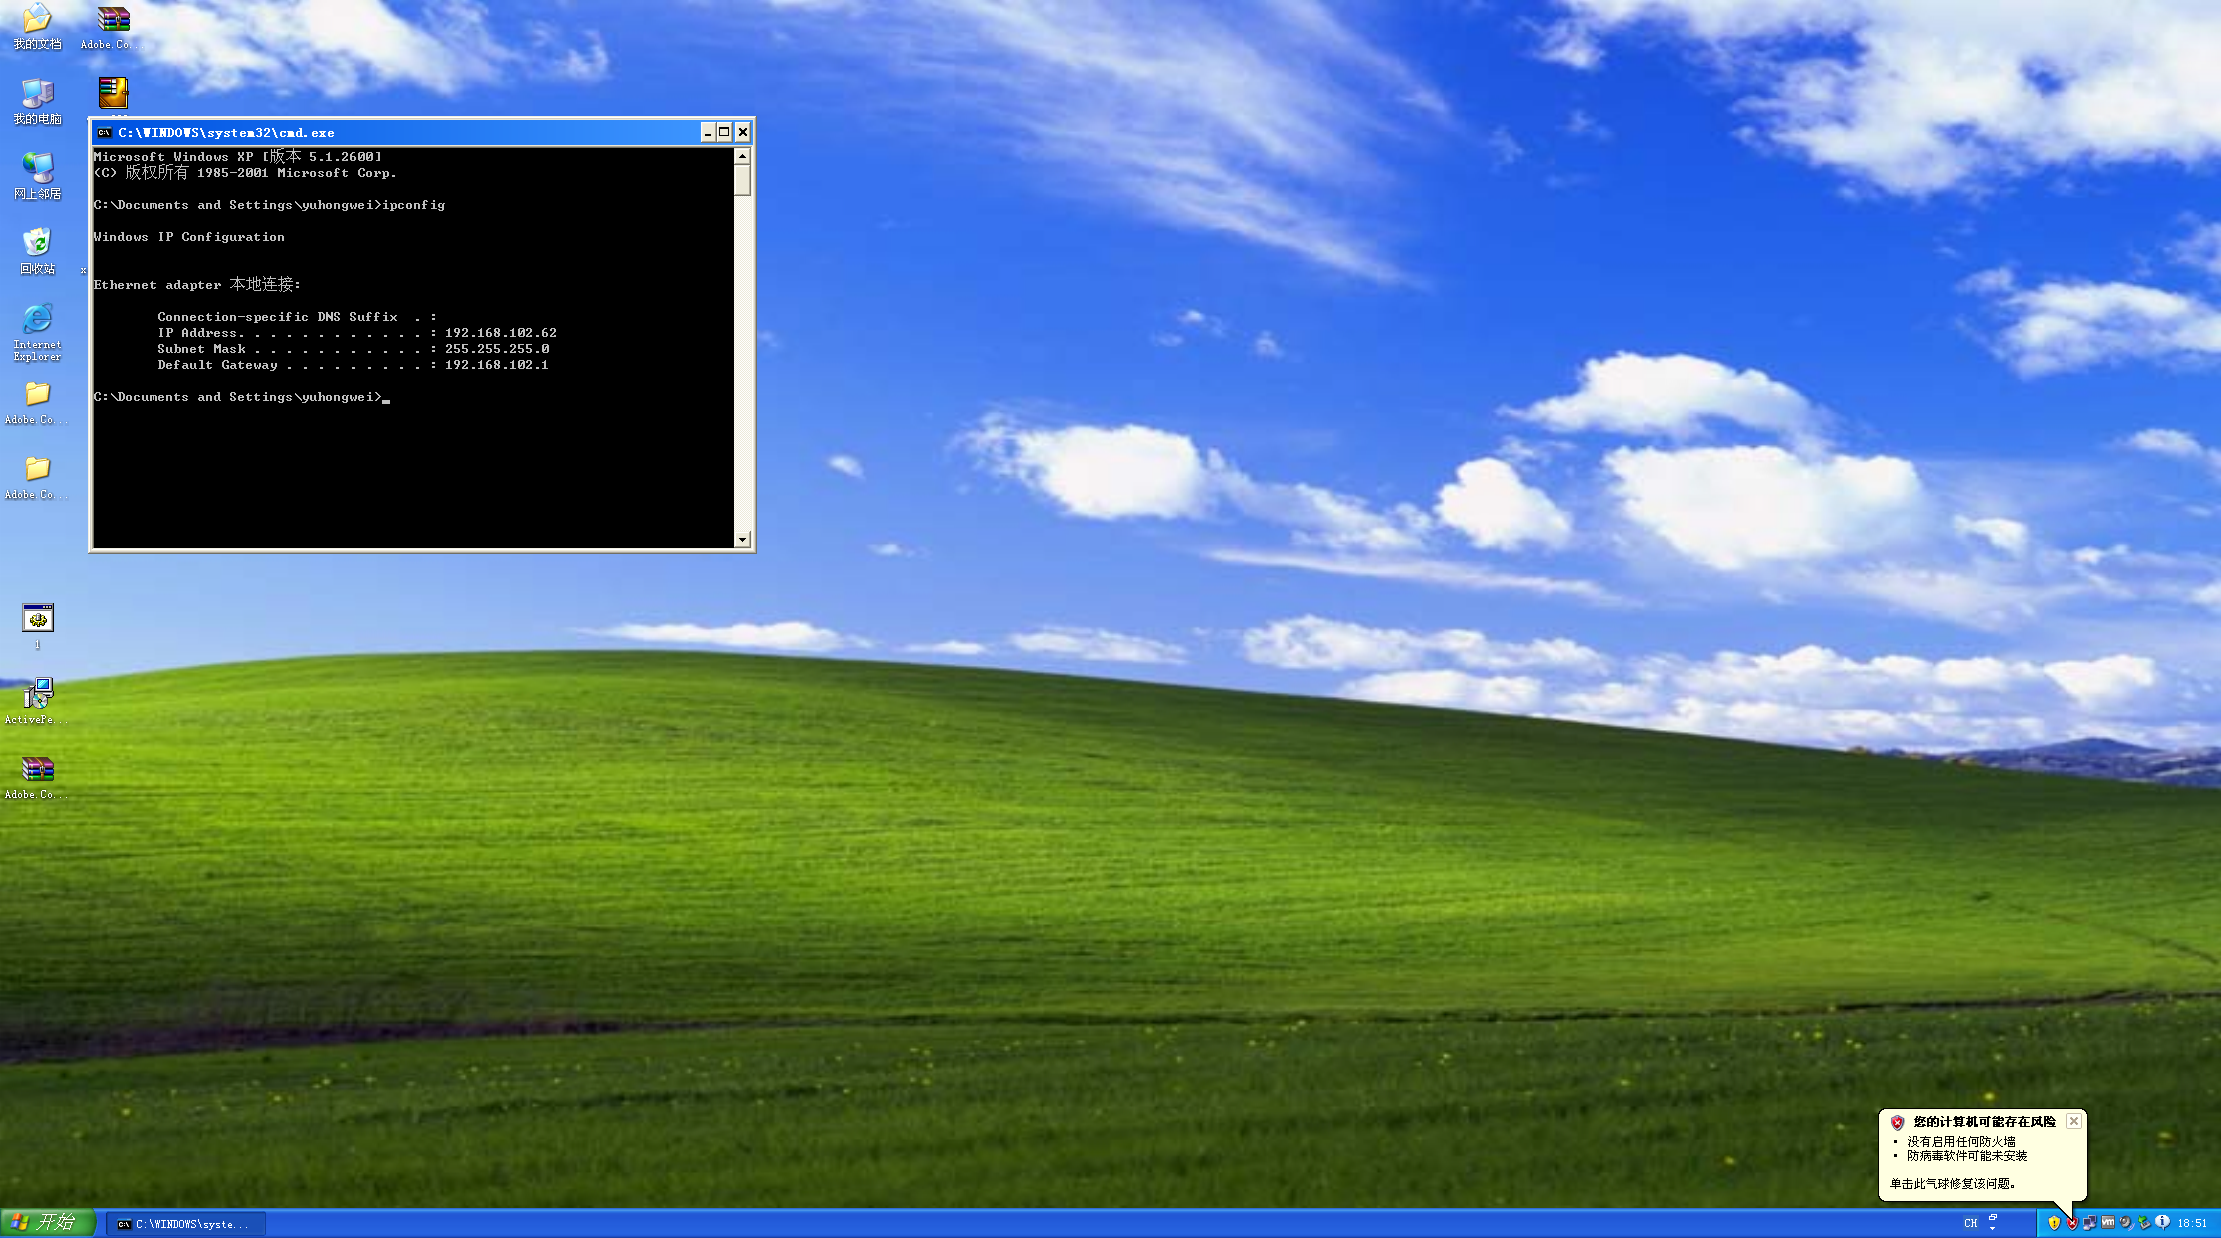 我的文档
Adobe.Co...
我的电脑
网上邻居
回收站
x
Internet
Explorer
Adobe.Co...
Adobe.Co...
1
ActivePe...
Adobe.Co...
C:\WINDOWS\system32\cmd.exe
Microsoft Windows XP [版本 5.1.2600]
(C) 版权所有 1985-2001 Microsoft Corp.
C:\Documents and Settings\yuhongwei>ipconfig
Windows IP Configuration
Ethernet adapter 本地连接:
Connection-specific DNS Suffix  . :
IP Address. . . . . . . . . . . . : 192.168.102.62
Subnet Mask . . . . . . . . . . . : 255.255.255.0
Default Gateway . . . . . . . . . : 192.168.102.1
C:\Documents and Settings\yuhongwei>_
您的计算机可能存在风险
• 没有启用任何防火墙
• 防病毒软件可能未安装
单击此气球修复该问题。
开始
C:\WINDOWS\syste...
CH
18:51